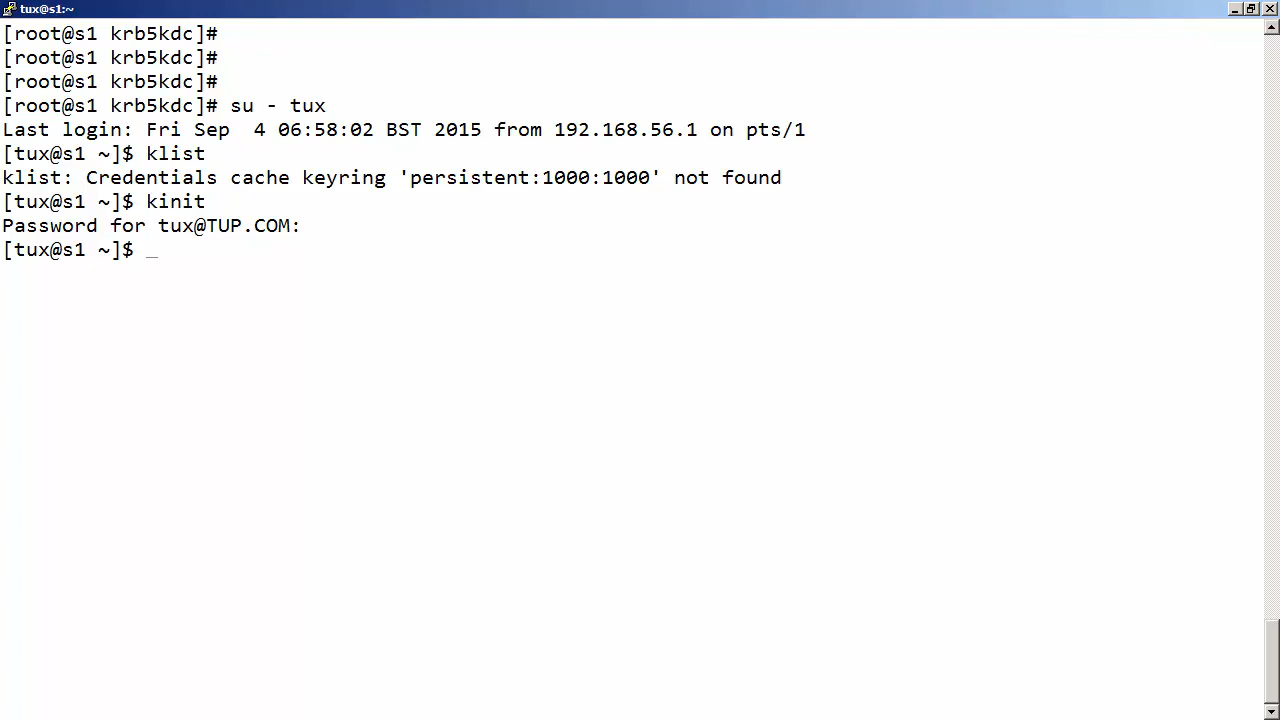 tux@s1:~
[root@s1 krb5kdc]#
[root@s1 krb5kdc]#
[root@s1 krb5kdc]#
[root@s1 krb5kdc]# su - tux
Last login: Fri Sep  4 06:58:02 BST 2015 from 192.168.56.1 on pts/1
[tux@s1 ~]$ klist
klist: Credentials cache keyring 'persistent:1000:1000' not found
[tux@s1 ~]$ kinit
Password for tux@TUP.COM:
[tux@s1 ~]$ _